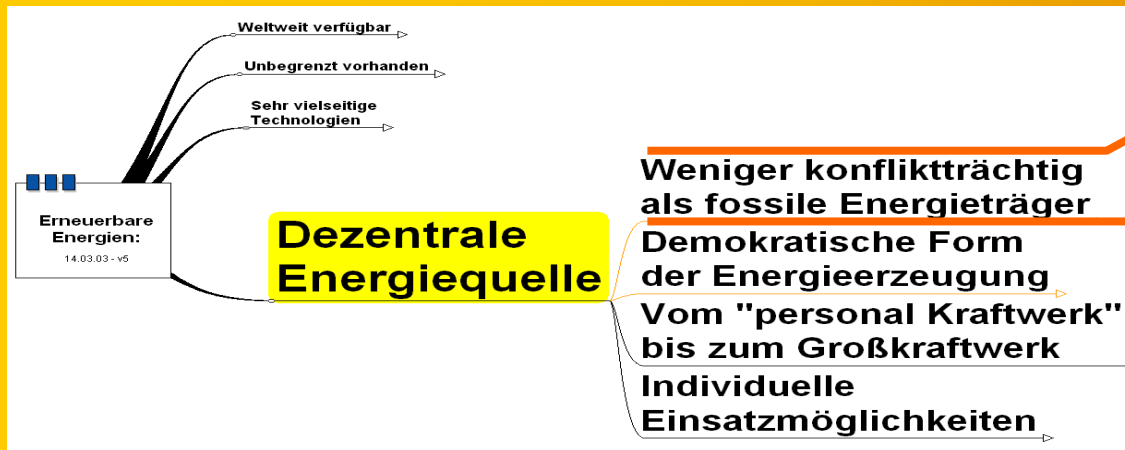 Weltweit verfügbar
Unbegrenzt vorhanden
Sehr vielseitige
Technologien
Erneuerbare
Energien:
14.03.03 - v5
Dezentrale
Energiequelle
Weniger konfliktträchtig
als fossile Energieträger
Demokratische Form
der Energieerzeugung
Vom "personal Kraftwerk"
bis zum Großkraftwerk
Individuelle
Einsatzmöglichkeiten